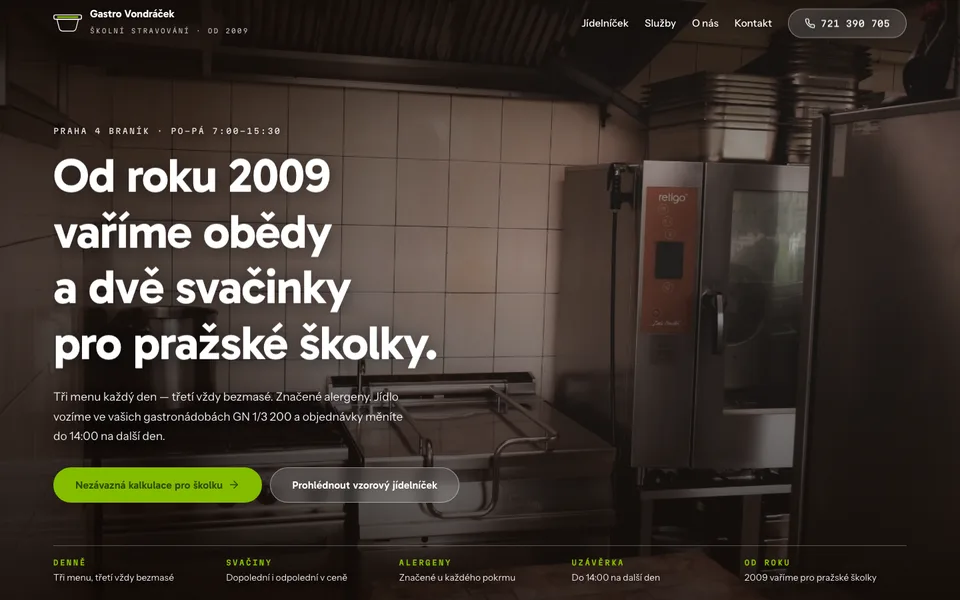 Gastro Vondráček
ŠKOLNÍ STRAVOVÁNÍ · OD 2009
Jídelníček Služby O nás Kontakt 721 390 705
PRAHA 4 BRANÍK · PO–PÁ 7:00–15:30
Od roku 2009
vaříme obědy
a dvě svačinky
pro pražské školky.
Tři menu každý den — třetí vždy bezmasé. Značené alergeny. Jídlo
vozíme ve vašich gastronádobách GN 1/3 200 a objednávky měníte
do 14:00 na další den.
Nezávazná kalkulace pro školku →
Prohlédnout vzorový jídelníček
retigo
DENNĚ
Tři menu, třetí vždy bezmasé
SVAČINY
Dopolední i odpolední v ceně
ALERGENY
Značené u každého pokrmu
UZÁVĚRKA
Do 14:00 na další den
OD ROKU
2009 vaříme pro pražské školky